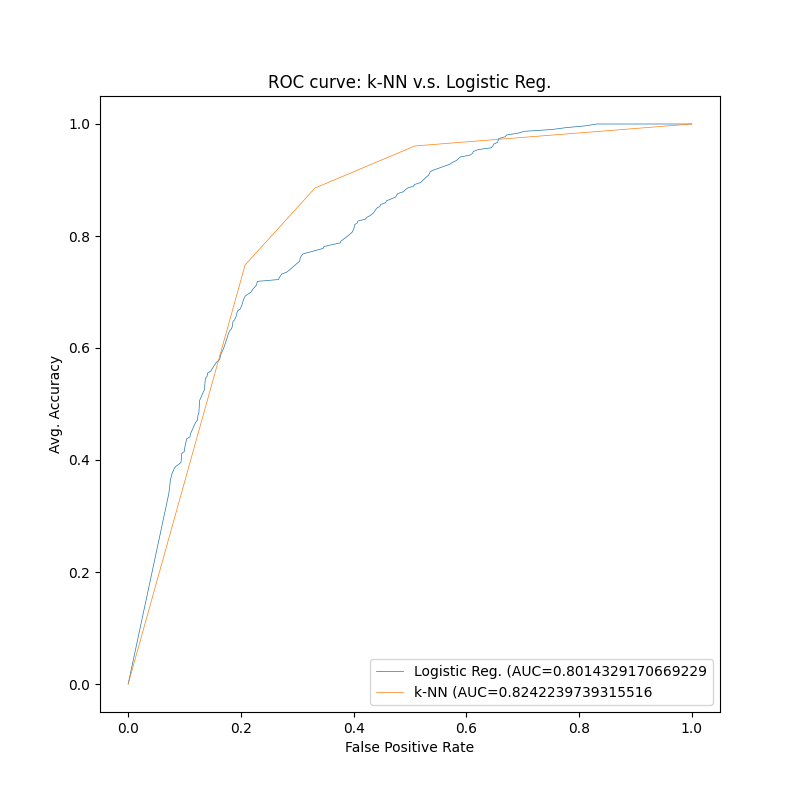 ROC curve: k-NN v.s. Logistic Reg.
1.0
0.8
0.6
0.4
0.2
0.0
Avg. Accuracy
Logistic Reg. (AUC=0.8014329170669229
k-NN (AUC=0.8242239739315516
0.0 0.2 0.4 0.6 0.8 1.0
False Positive Rate